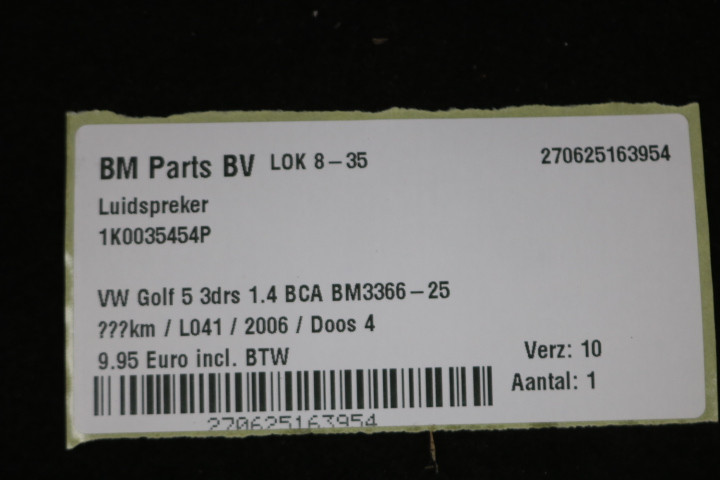 BM Parts BV LOK 8-35 270625163954
Luidspreker
1K0035454P
VW Golf 5 3drs 1.4 BCA BM3366-25
???km / L041 / 2006 / Doos 4
9.95 Euro incl. BTW Verz: 10
Aantal: 1
270625163954